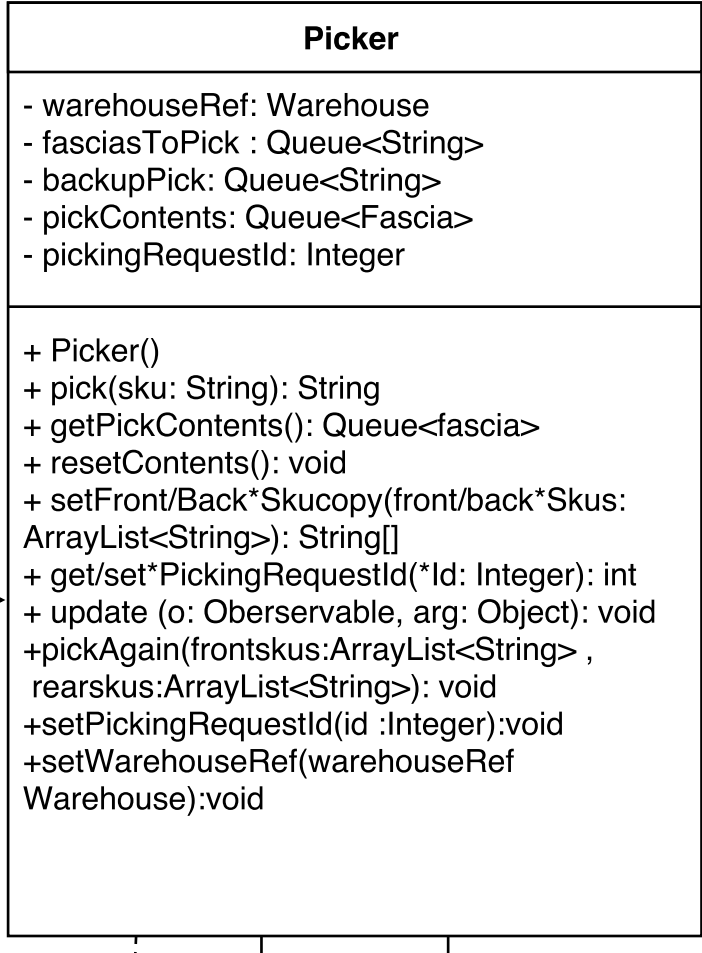 Picker
- warehouseRef: Warehouse
- fasciasToPick : Queue<String>
- backupPick: Queue<String>
- pickContents: Queue<Fascia>
- pickingRequestId: Integer
+ Picker()
+ pick(sku: String): String
+ getPickContents(): Queue<fascia>
+ resetContents(): void
+ setFront/Back*Skucopy(front/back*Skus:
ArrayList<String>): String[]
+ get/set*PickingRequestId(*Id: Integer): int
+ update (o: Oberservable, arg: Object): void
+pickAgain(frontskus:ArrayList<String> ,
rearskus:ArrayList<String>): void
+setPickingRequestId(id :Integer):void
+setWarehouseRef(warehouseRef
Warehouse):void